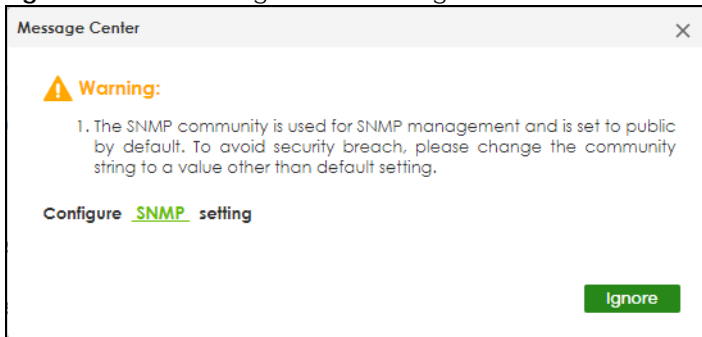 Message Center
Warning:
1. The SNMP community is used for SNMP management and is set to public
by default. To avoid security breach, please change the community
string to a value other than default setting.
Configure SNMP setting
Ignore